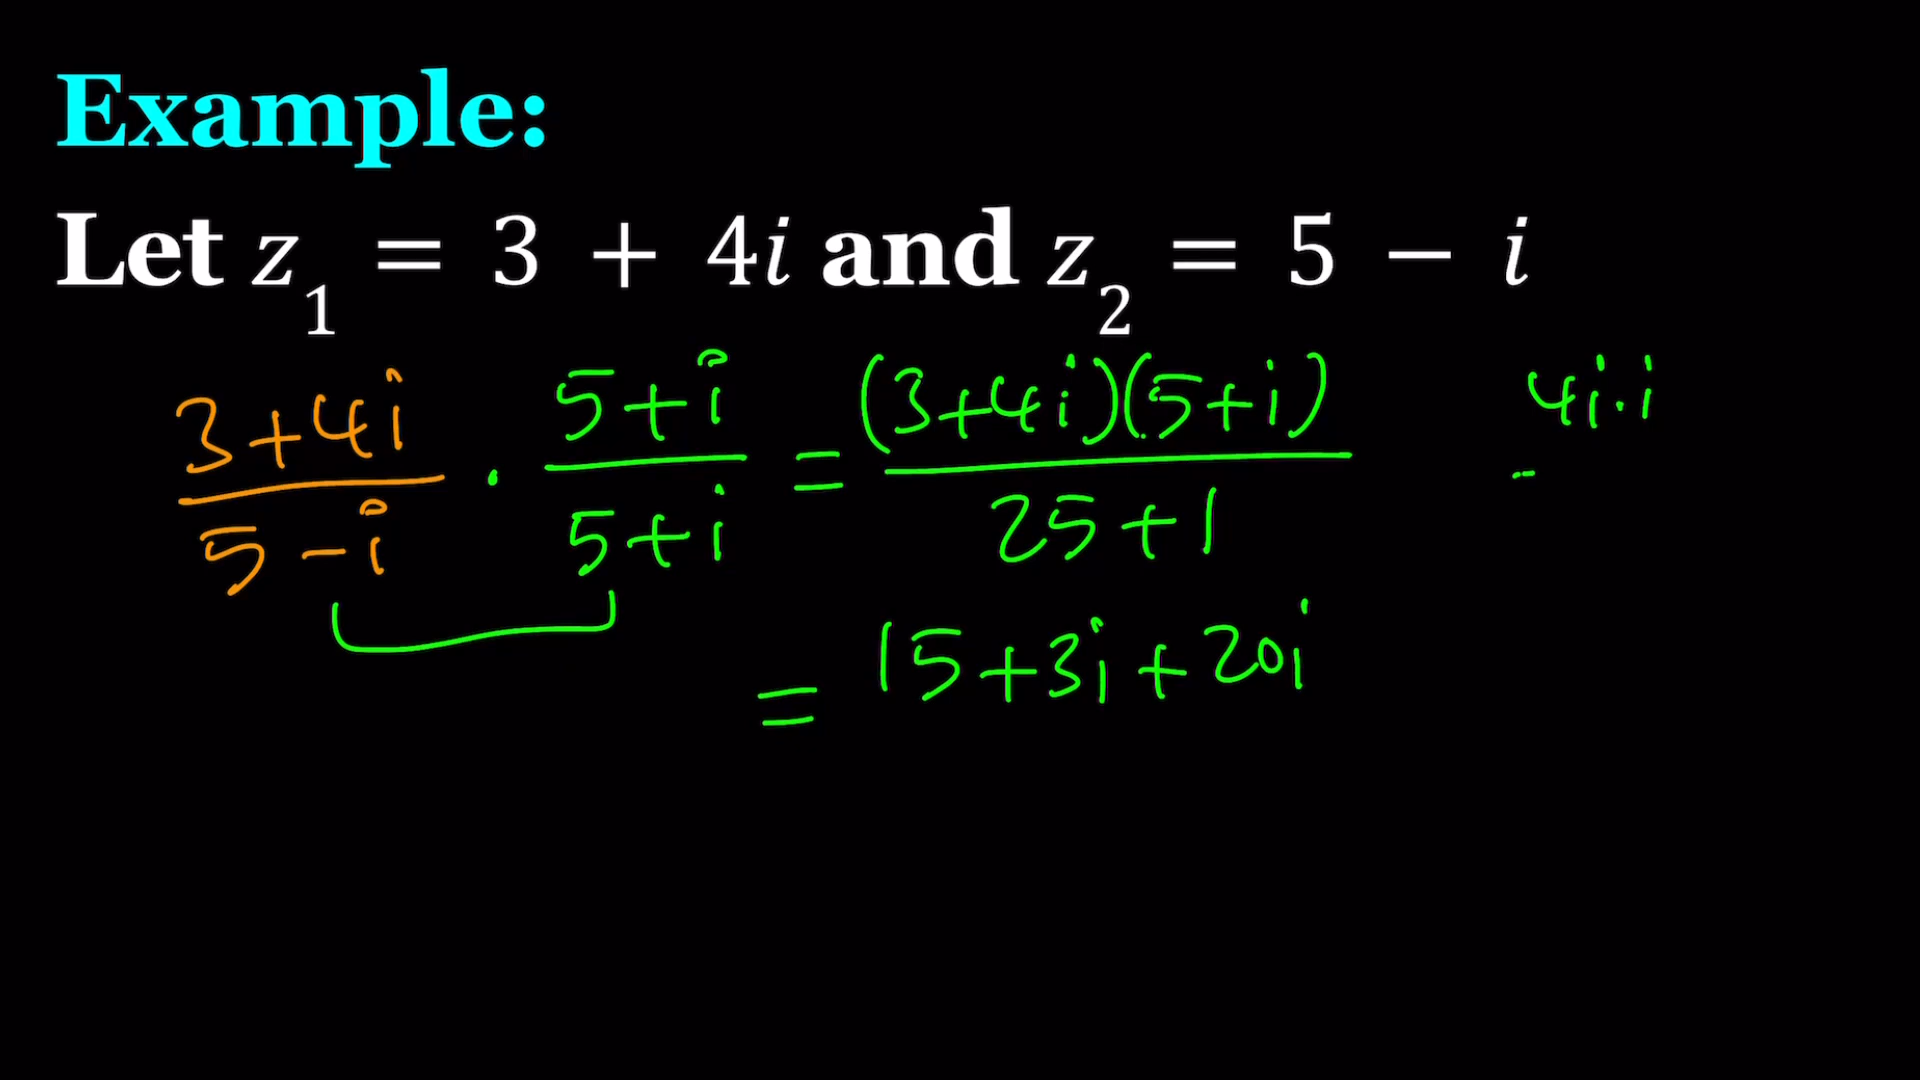 Example:
Let z₁ = 3 + 4i and z₂ = 5 − i
(3+4i)/(5−i) · (5+i)/(5+i) = ((3+4i)(5+i))/(25+1)
4i·i
-
= 15+3i+20i